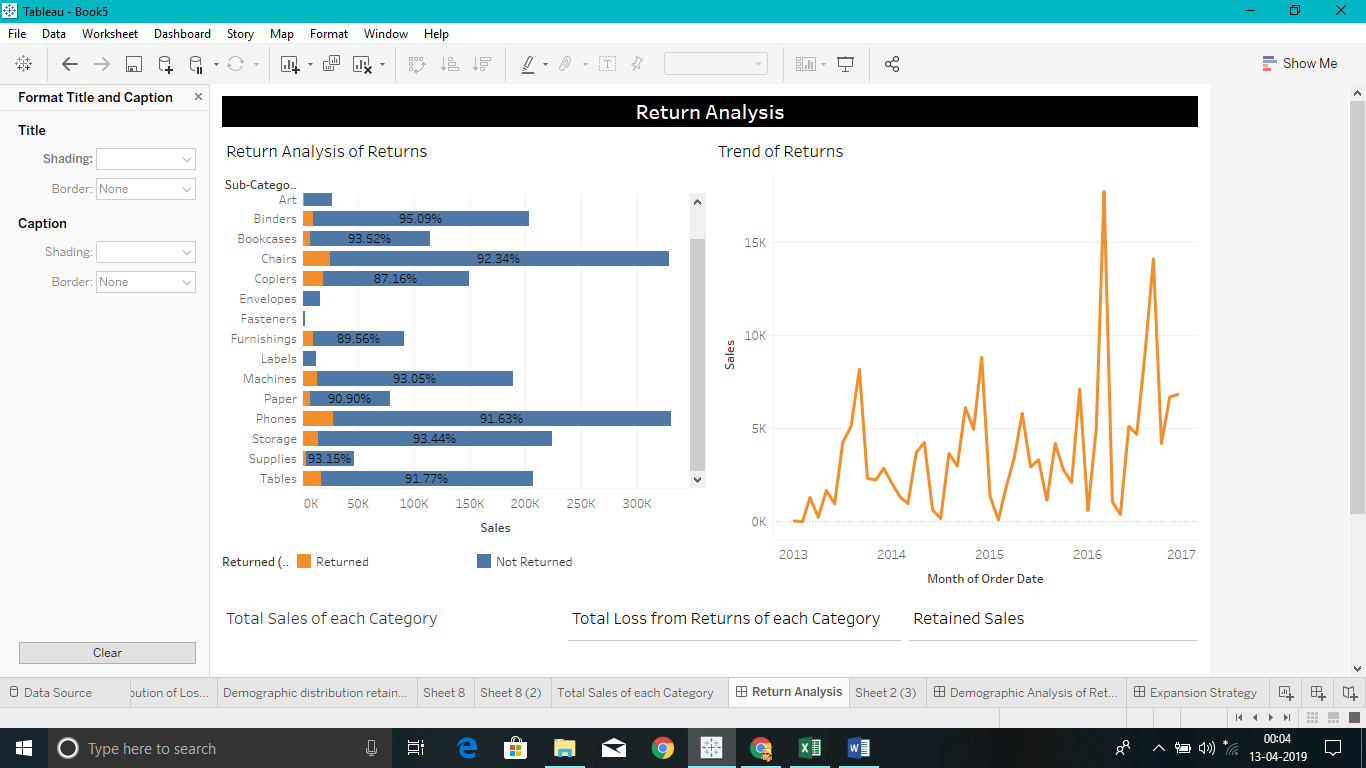 Tableau - Book5
File Data Worksheet Dashboard Story Map Format Window Help
Show Me
Format Title and Caption
Title
Shading:
Border: None
Caption
Shading:
Border: None
Clear
Return Analysis
Return Analysis of Returns
Sub-Catego..
Art
Binders 95.09%
Bookcases 93.52%
Chairs 92.34%
Copiers 87.16%
Envelopes
Fasteners
Furnishings 89.56%
Labels
Machines 93.05%
Paper 90.90%
Phones 91.63%
Storage 93.44%
Supplies 93.15%
Tables 91.77%
0K 50K 100K 150K 200K 250K 300K
Sales
Returned (.. Returned Not Returned
Trend of Returns
15K
10K
5K
0K
Sales
2013 2014 2015 2016 2017
Month of Order Date
Total Sales of each Category
Total Loss from Returns of each Category
Retained Sales
Data Source bution of Los... Demographic distribution retain... Sheet 8 Sheet 8 (2) Total Sales of each Category Return Analysis Sheet 2 (3) Demographic Analysis of Ret... Expansion Strategy
Type here to search
00:04
13-04-2019